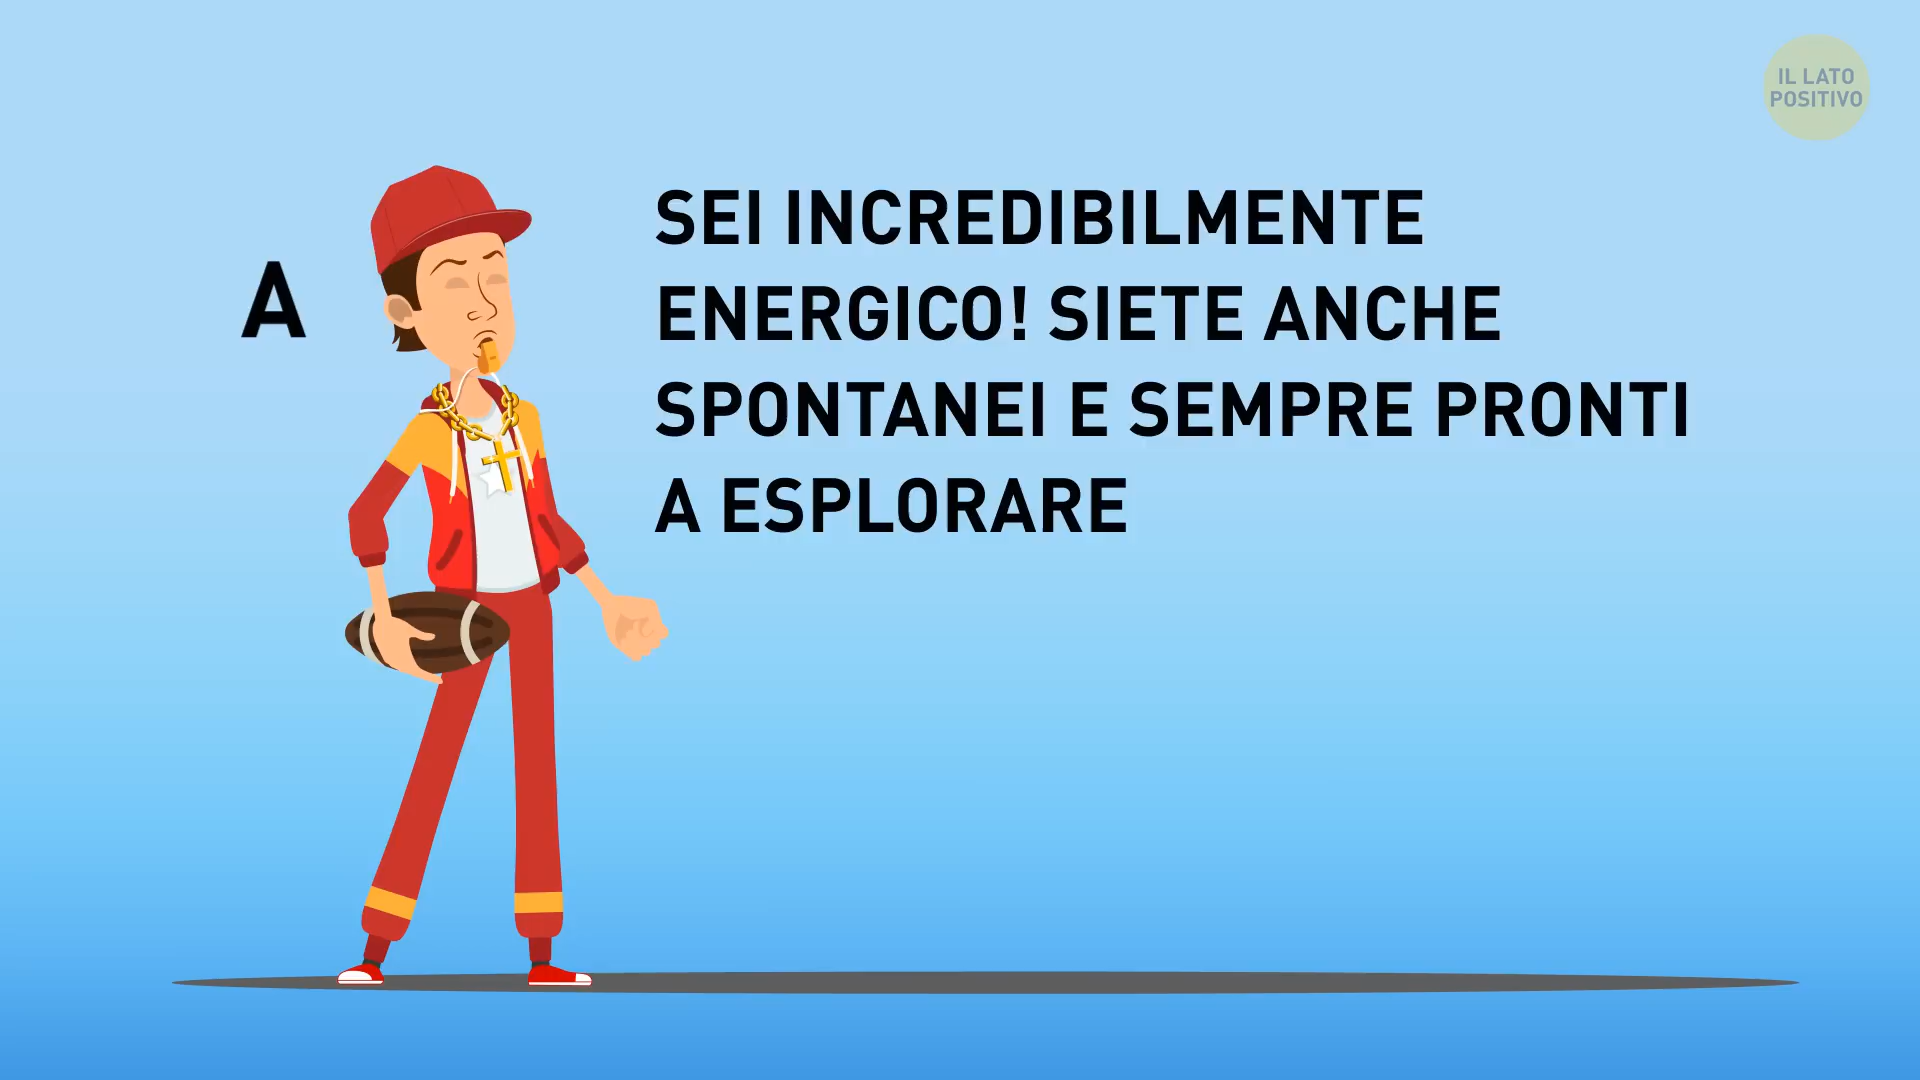 IL LATO
POSITIVO
A
SEI INCREDIBILMENTE
ENERGICO! SIETE ANCHE
SPONTANEI E SEMPRE PRONTI
A ESPLORARE